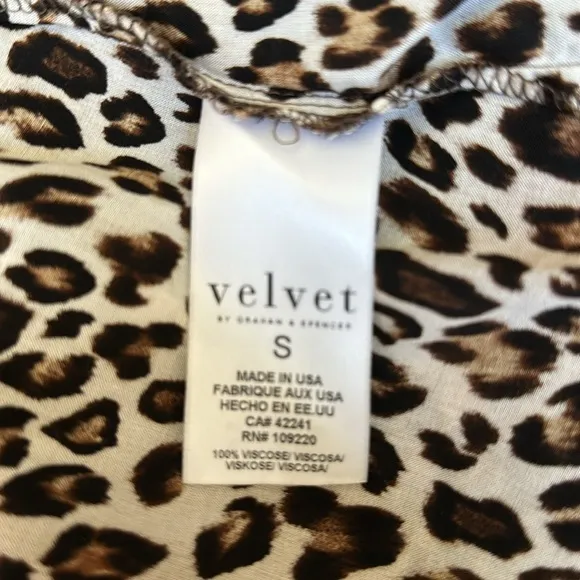 velvet
BY GRAHAM & SPENCER
S
MADE IN USA
FABRIQUE AUX USA
HECHO EN EE.UU
CA# 42241
RN# 109220
100% VISCOSE/ VISCOSA/
VISKOSE/ VISCOSA/